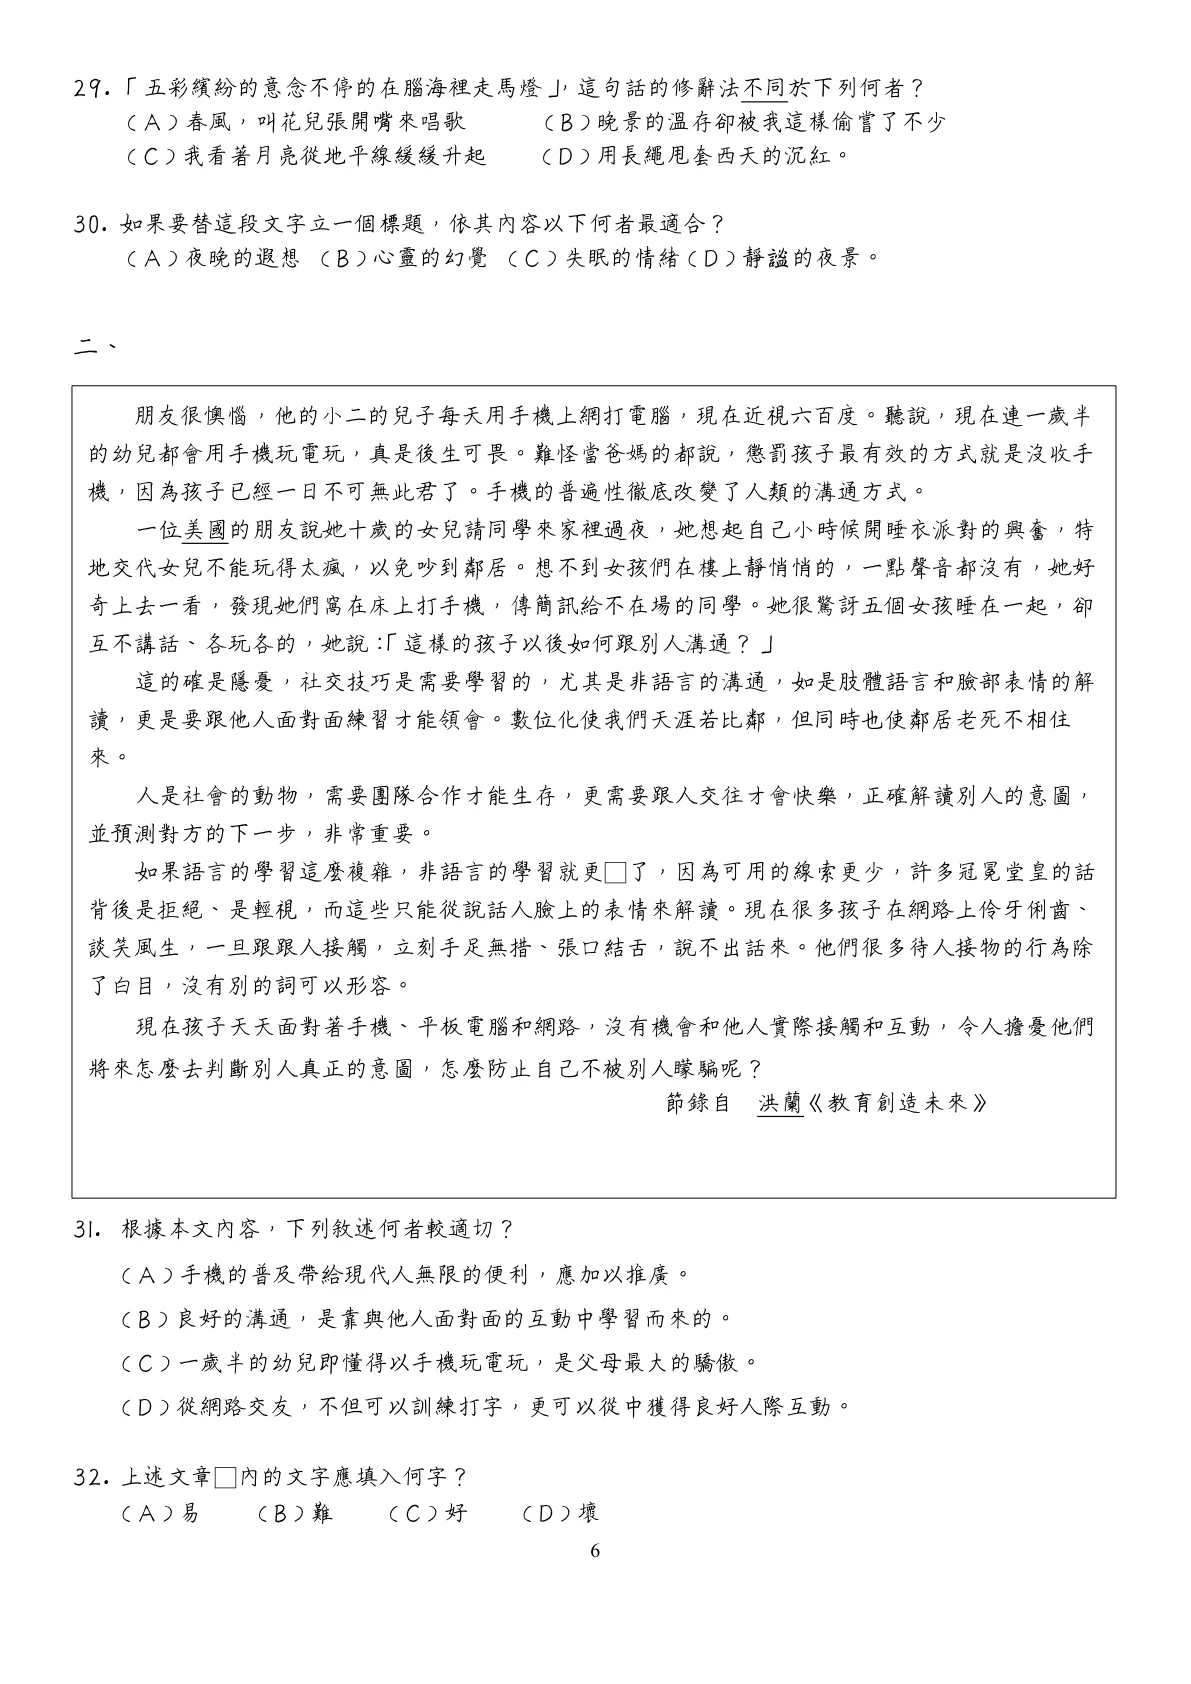 29. 「五彩繽紛的意念不停的在腦海裡走馬燈」，這句話的修辭法不同於下列何者？
（A）春風，叫花兒張開嘴來唱歌 （B）晚景的溫存卻被我這樣偷嘗了不少
（C）我看著月亮從地平線緩緩升起 （D）用長繩甩套西天的沉紅。
30. 如果要替這段文字立一個標題，依其內容以下何者最適合？
（A）夜晚的遐想 （B）心靈的幻覺 （C）失眠的情緒（D）靜謐的夜景。
二、
朋友很懊惱，他的小二的兒子每天用手機上網打電腦，現在近視六百度。聽說，現在連一歲半
的幼兒都會用手機玩電玩，真是後生可畏。難怪當爸媽的都說，懲罰孩子最有效的方式就是沒收手
機，因為孩子已經一日不可無此君了。手機的普遍性徹底改變了人類的溝通方式。
一位美國的朋友說她十歲的女兒請同學來家裡過夜，她想起自己小時候開睡衣派對的興奮，特
地交代女兒不能玩得太瘋，以免吵到鄰居。想不到女孩們在樓上靜悄悄的，一點聲音都沒有，她好
奇上去一看，發現她們窩在床上打手機，傳簡訊給不在場的同學。她很驚訝五個女孩睡在一起，卻
互不講話、各玩各的，她說：「這樣的孩子以後如何跟別人溝通？」
這的確是隱憂，社交技巧是需要學習的，尤其是非語言的溝通，如是肢體語言和臉部表情的解
讀，更是要跟他人面對面練習才能領會。數位化使我們天涯若比鄰，但同時也使鄰居老死不相往
來。
人是社會的動物，需要團隊合作才能生存，更需要跟人交往才會快樂，正確解讀別人的意圖，
並預測對方的下一步，非常重要。
如果語言的學習這麼複雜，非語言的學習就更□了，因為可用的線索更少，許多冠冕堂皇的話
背後是拒絕、是輕視，而這些只能從說話人臉上的表情來解讀。現在很多孩子在網路上伶牙俐齒、
談笑風生，一旦跟跟人接觸，立刻手足無措、張口結舌，說不出話來。他們很多待人接物的行為除
了白目，沒有別的詞可以形容。
現在孩子天天面對著手機、平板電腦和網路，沒有機會和他人實際接觸和互動，令人擔憂他們
將來怎麼去判斷別人真正的意圖，怎麼防止自己不被別人矇騙呢？
節錄自 洪蘭《教育創造未來》
31. 根據本文內容，下列敘述何者較適切？
（A）手機的普及帶給現代人無限的便利，應加以推廣。
（B）良好的溝通，是靠與他人面對面的互動中學習而來的。
（C）一歲半的幼兒即懂得以手機玩電玩，是父母最大的驕傲。
（D）從網路交友，不但可以訓練打字，更可以從中獲得良好人際互動。
32. 上述文章□內的文字應填入何字？
（A）易 （B）難 （C）好 （D）壞
6